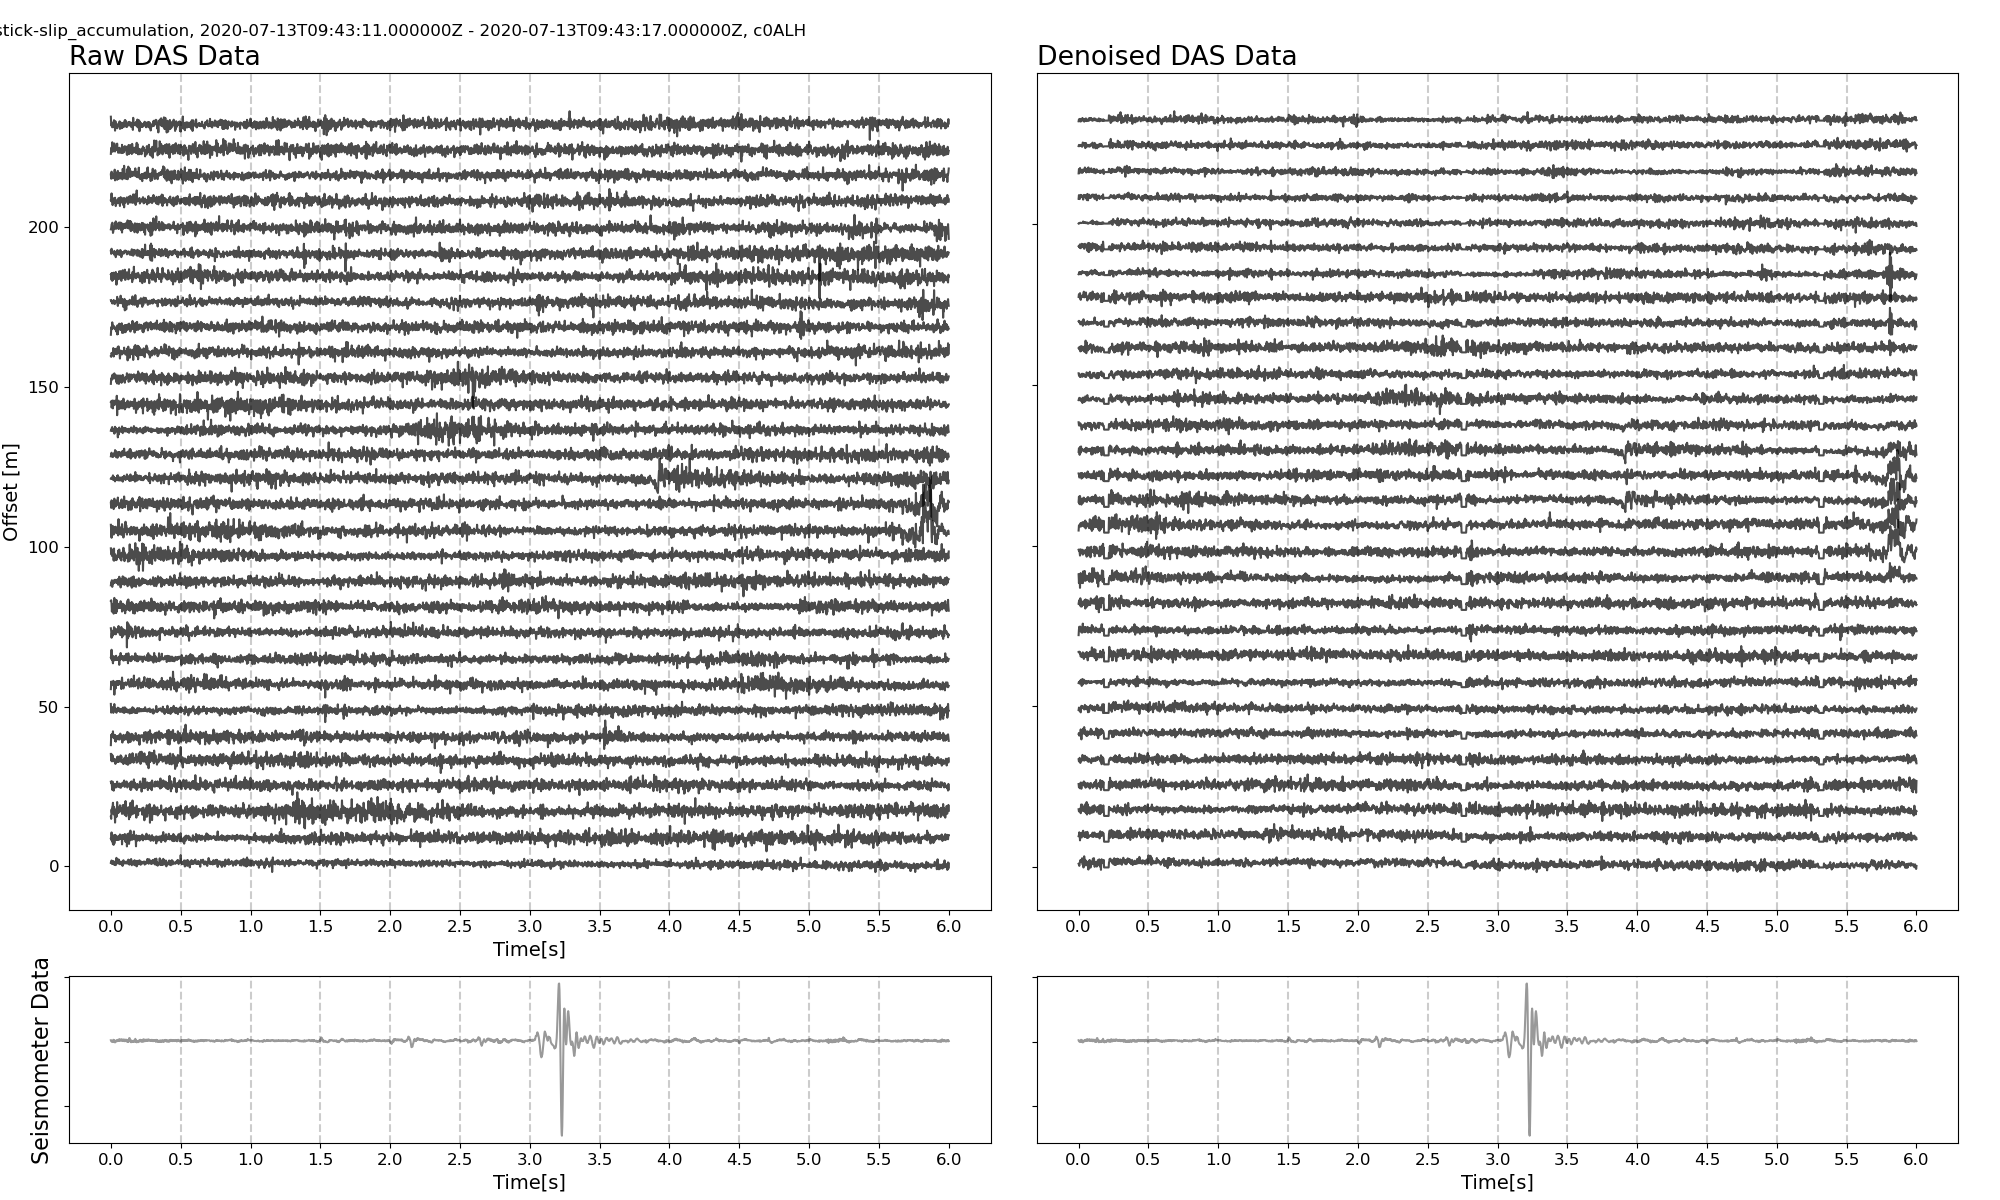 stick-slip_accumulation, 2020-07-13T09:43:11.000000Z - 2020-07-13T09:43:17.000000Z, c0ALH
Raw DAS Data
Denoised DAS Data
Offset [m]
200
150
100
50
0
0.0 0.5 1.0 1.5 2.0 2.5 3.0 3.5 4.0 4.5 5.0 5.5 6.0
Time[s]
0.0 0.5 1.0 1.5 2.0 2.5 3.0 3.5 4.0 4.5 5.0 5.5 6.0
Seismometer Data
0.0 0.5 1.0 1.5 2.0 2.5 3.0 3.5 4.0 4.5 5.0 5.5 6.0
Time[s]
0.0 0.5 1.0 1.5 2.0 2.5 3.0 3.5 4.0 4.5 5.0 5.5 6.0
Time[s]